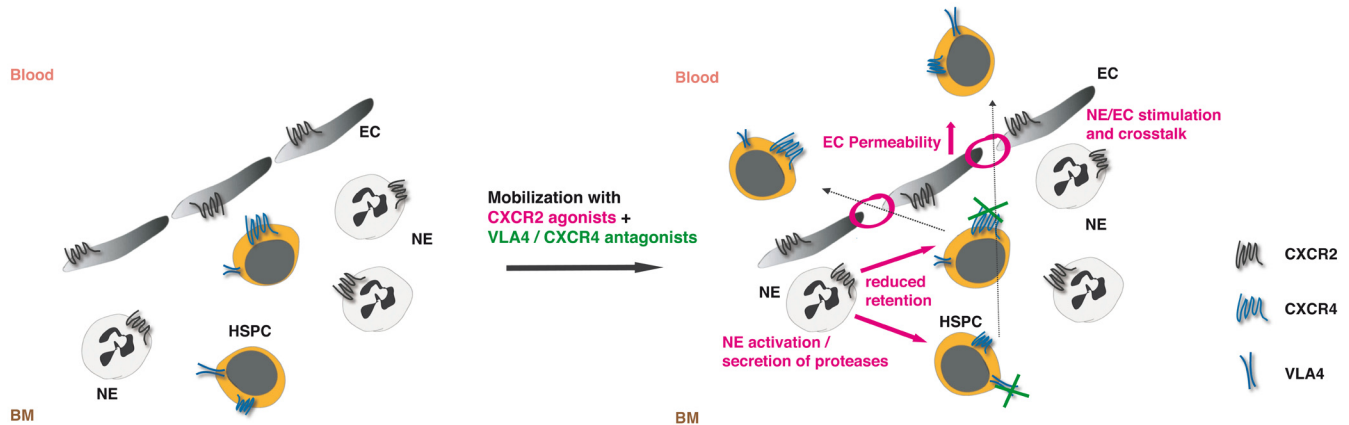 Blood
EC
NE
HSPC
NE
BM
Mobilization with
CXCR2 agonists +
VLA4 / CXCR4 antagonists
Blood
EC
NE/EC stimulation
and crosstalk
EC Permeability
NE
NE
reduced
retention
HSPC
NE activation /
secretion of proteases
BM
CXCR2
CXCR4
VLA4